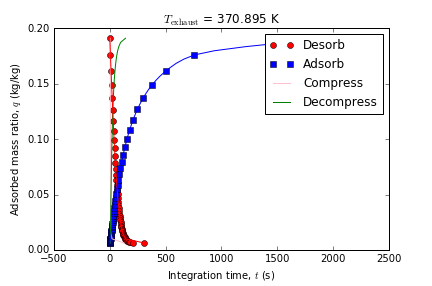 T_exhaust = 370.895 K
0.20
0.15
0.10
0.05
0.00
Adsorbed mass ratio, q (kg/kg)
Desorb
Adsorb
Compress
Decompress
−500 0 500 1000 1500 2000 2500
Integration time, t (s)